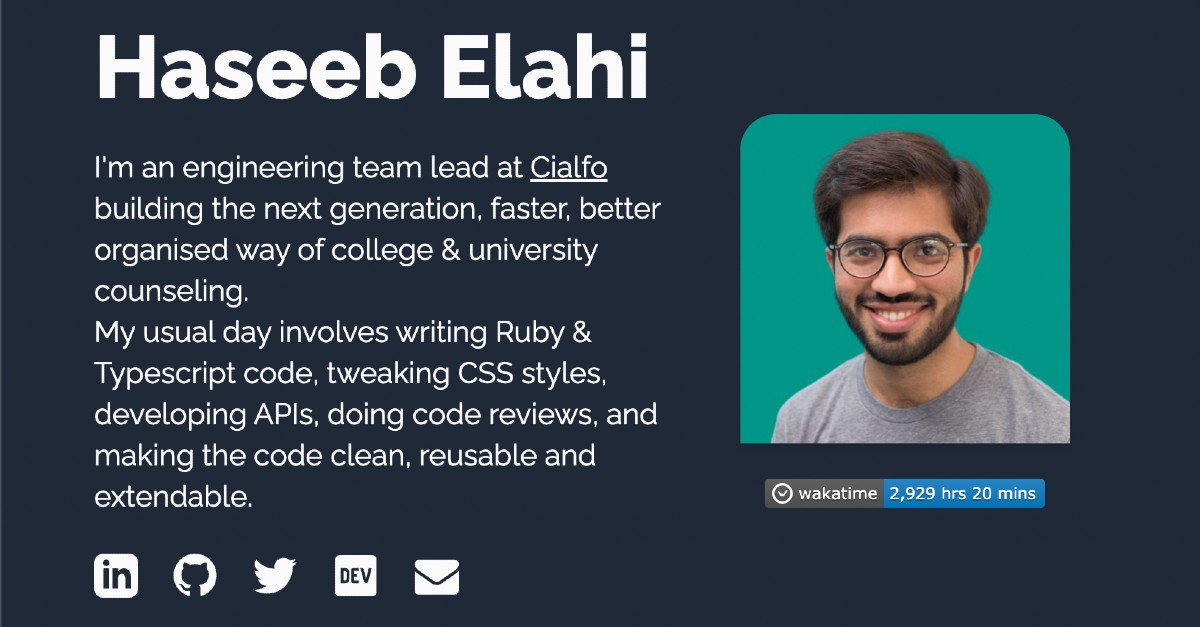 Haseeb Elahi
I'm an engineering team lead at Cialfo
building the next generation, faster, better
organised way of college & university
counseling.
My usual day involves writing Ruby &
Typescript code, tweaking CSS styles,
developing APIs, doing code reviews, and
making the code clean, reusable and
extendable.
wakatime 2,929 hrs 20 mins
in DEV